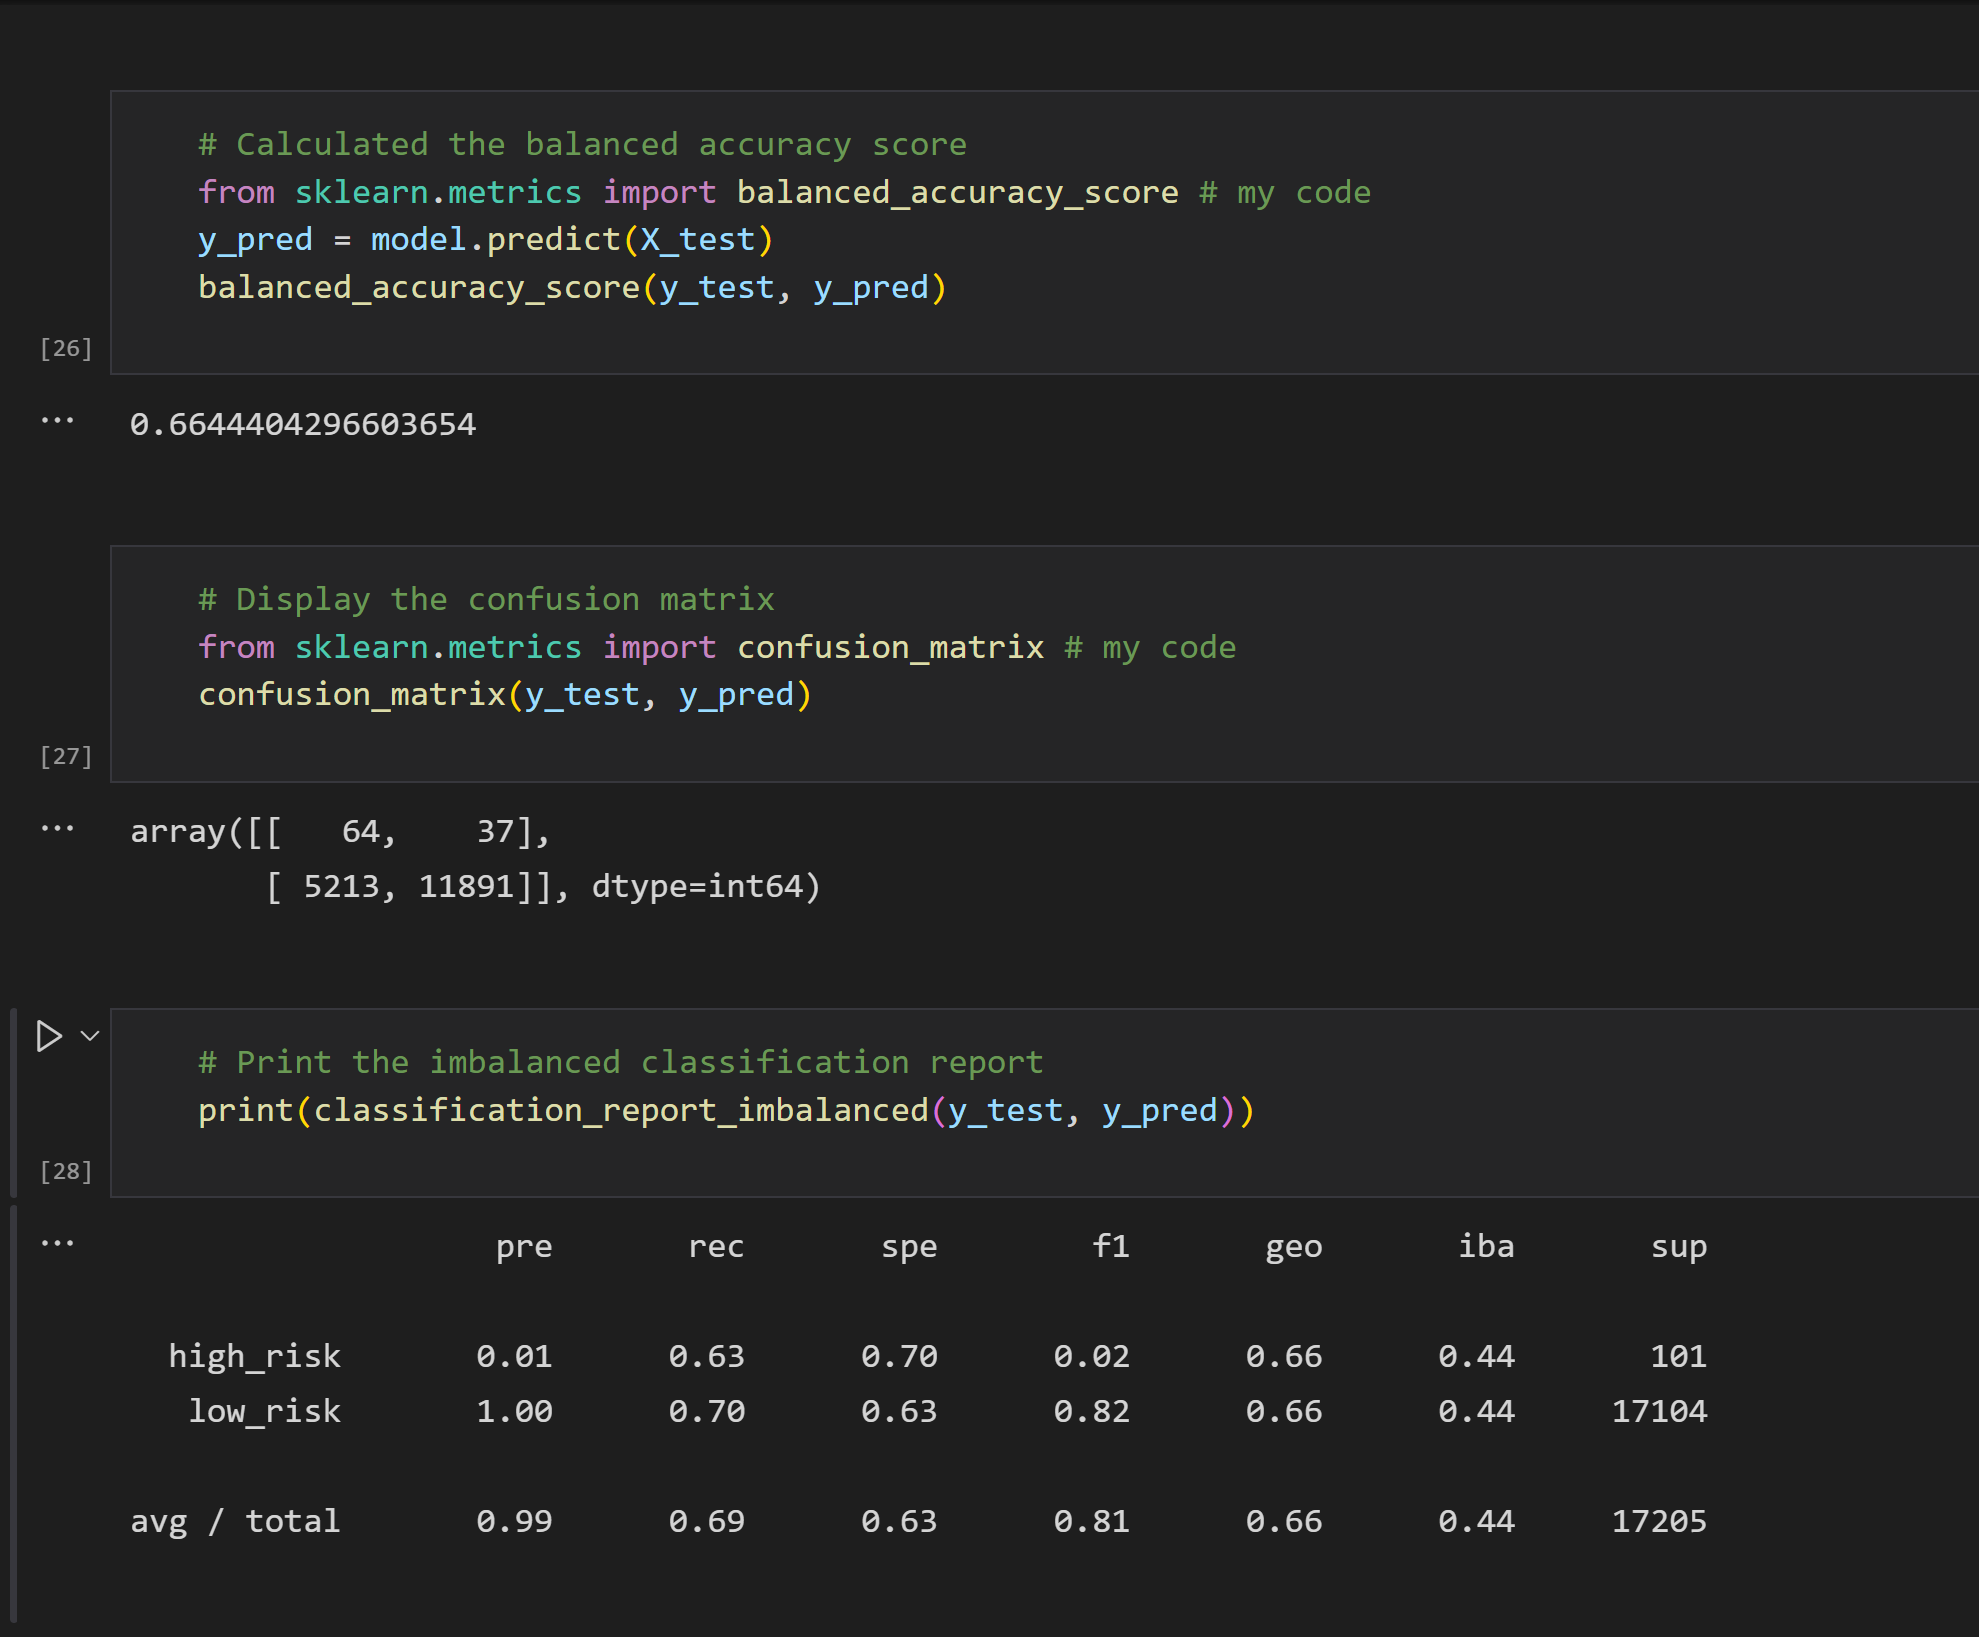 # Calculated the balanced accuracy score
from sklearn.metrics import balanced_accuracy_score # my code
y_pred = model.predict(X_test)
balanced_accuracy_score(y_test, y_pred)
[26]
... 0.6644404296603654
# Display the confusion matrix
from sklearn.metrics import confusion_matrix # my code
confusion_matrix(y_test, y_pred)
[27]
... array([[   64,    37],
       [ 5213, 11891]], dtype=int64)
# Print the imbalanced classification report
print(classification_report_imbalanced(y_test, y_pred))
[28]
... pre rec spe f1 geo iba sup
high_risk 0.01 0.63 0.70 0.02 0.66 0.44 101
low_risk 1.00 0.70 0.63 0.82 0.66 0.44 17104
avg / total 0.99 0.69 0.63 0.81 0.66 0.44 17205